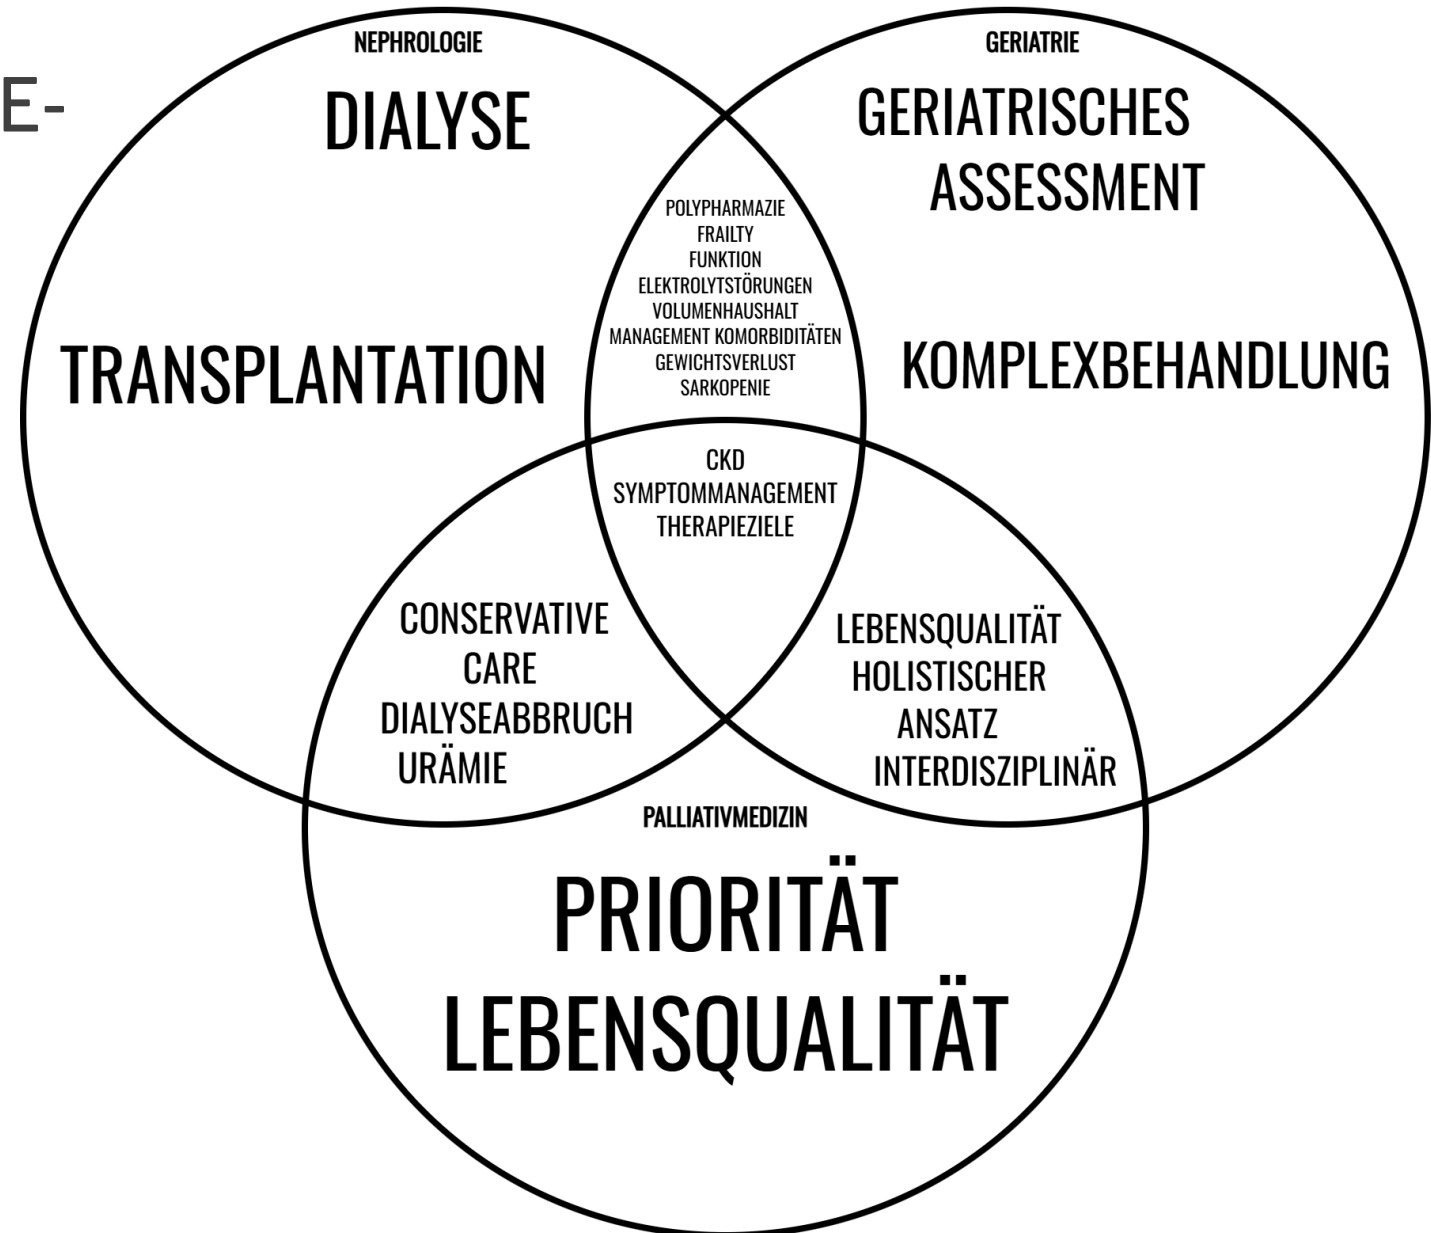 E-
NEPHROLOGIE
DIALYSE
TRANSPLANTATION
GERIATRIE
GERIATRISCHES
ASSESSMENT
KOMPLEXBEHANDLUNG
POLYPHARMAZIE
FRAILTY
FUNKTION
ELEKTROLYTSTÖRUNGEN
VOLUMENHAUSHALT
MANAGEMENT KOMORBIDITÄTEN
GEWICHTSVERLUST
SARKOPENIE
CKD
SYMPTOMMANAGEMENT
THERAPIEZIELE
CONSERVATIVE
CARE
DIALYSEABBRUCH
URÄMIE
LEBENSQUALITÄT
HOLISTISCHER
ANSATZ
INTERDISZIPLINÄR
PALLIATIVMEDIZIN
PRIORITÄT
LEBENSQUALITÄT